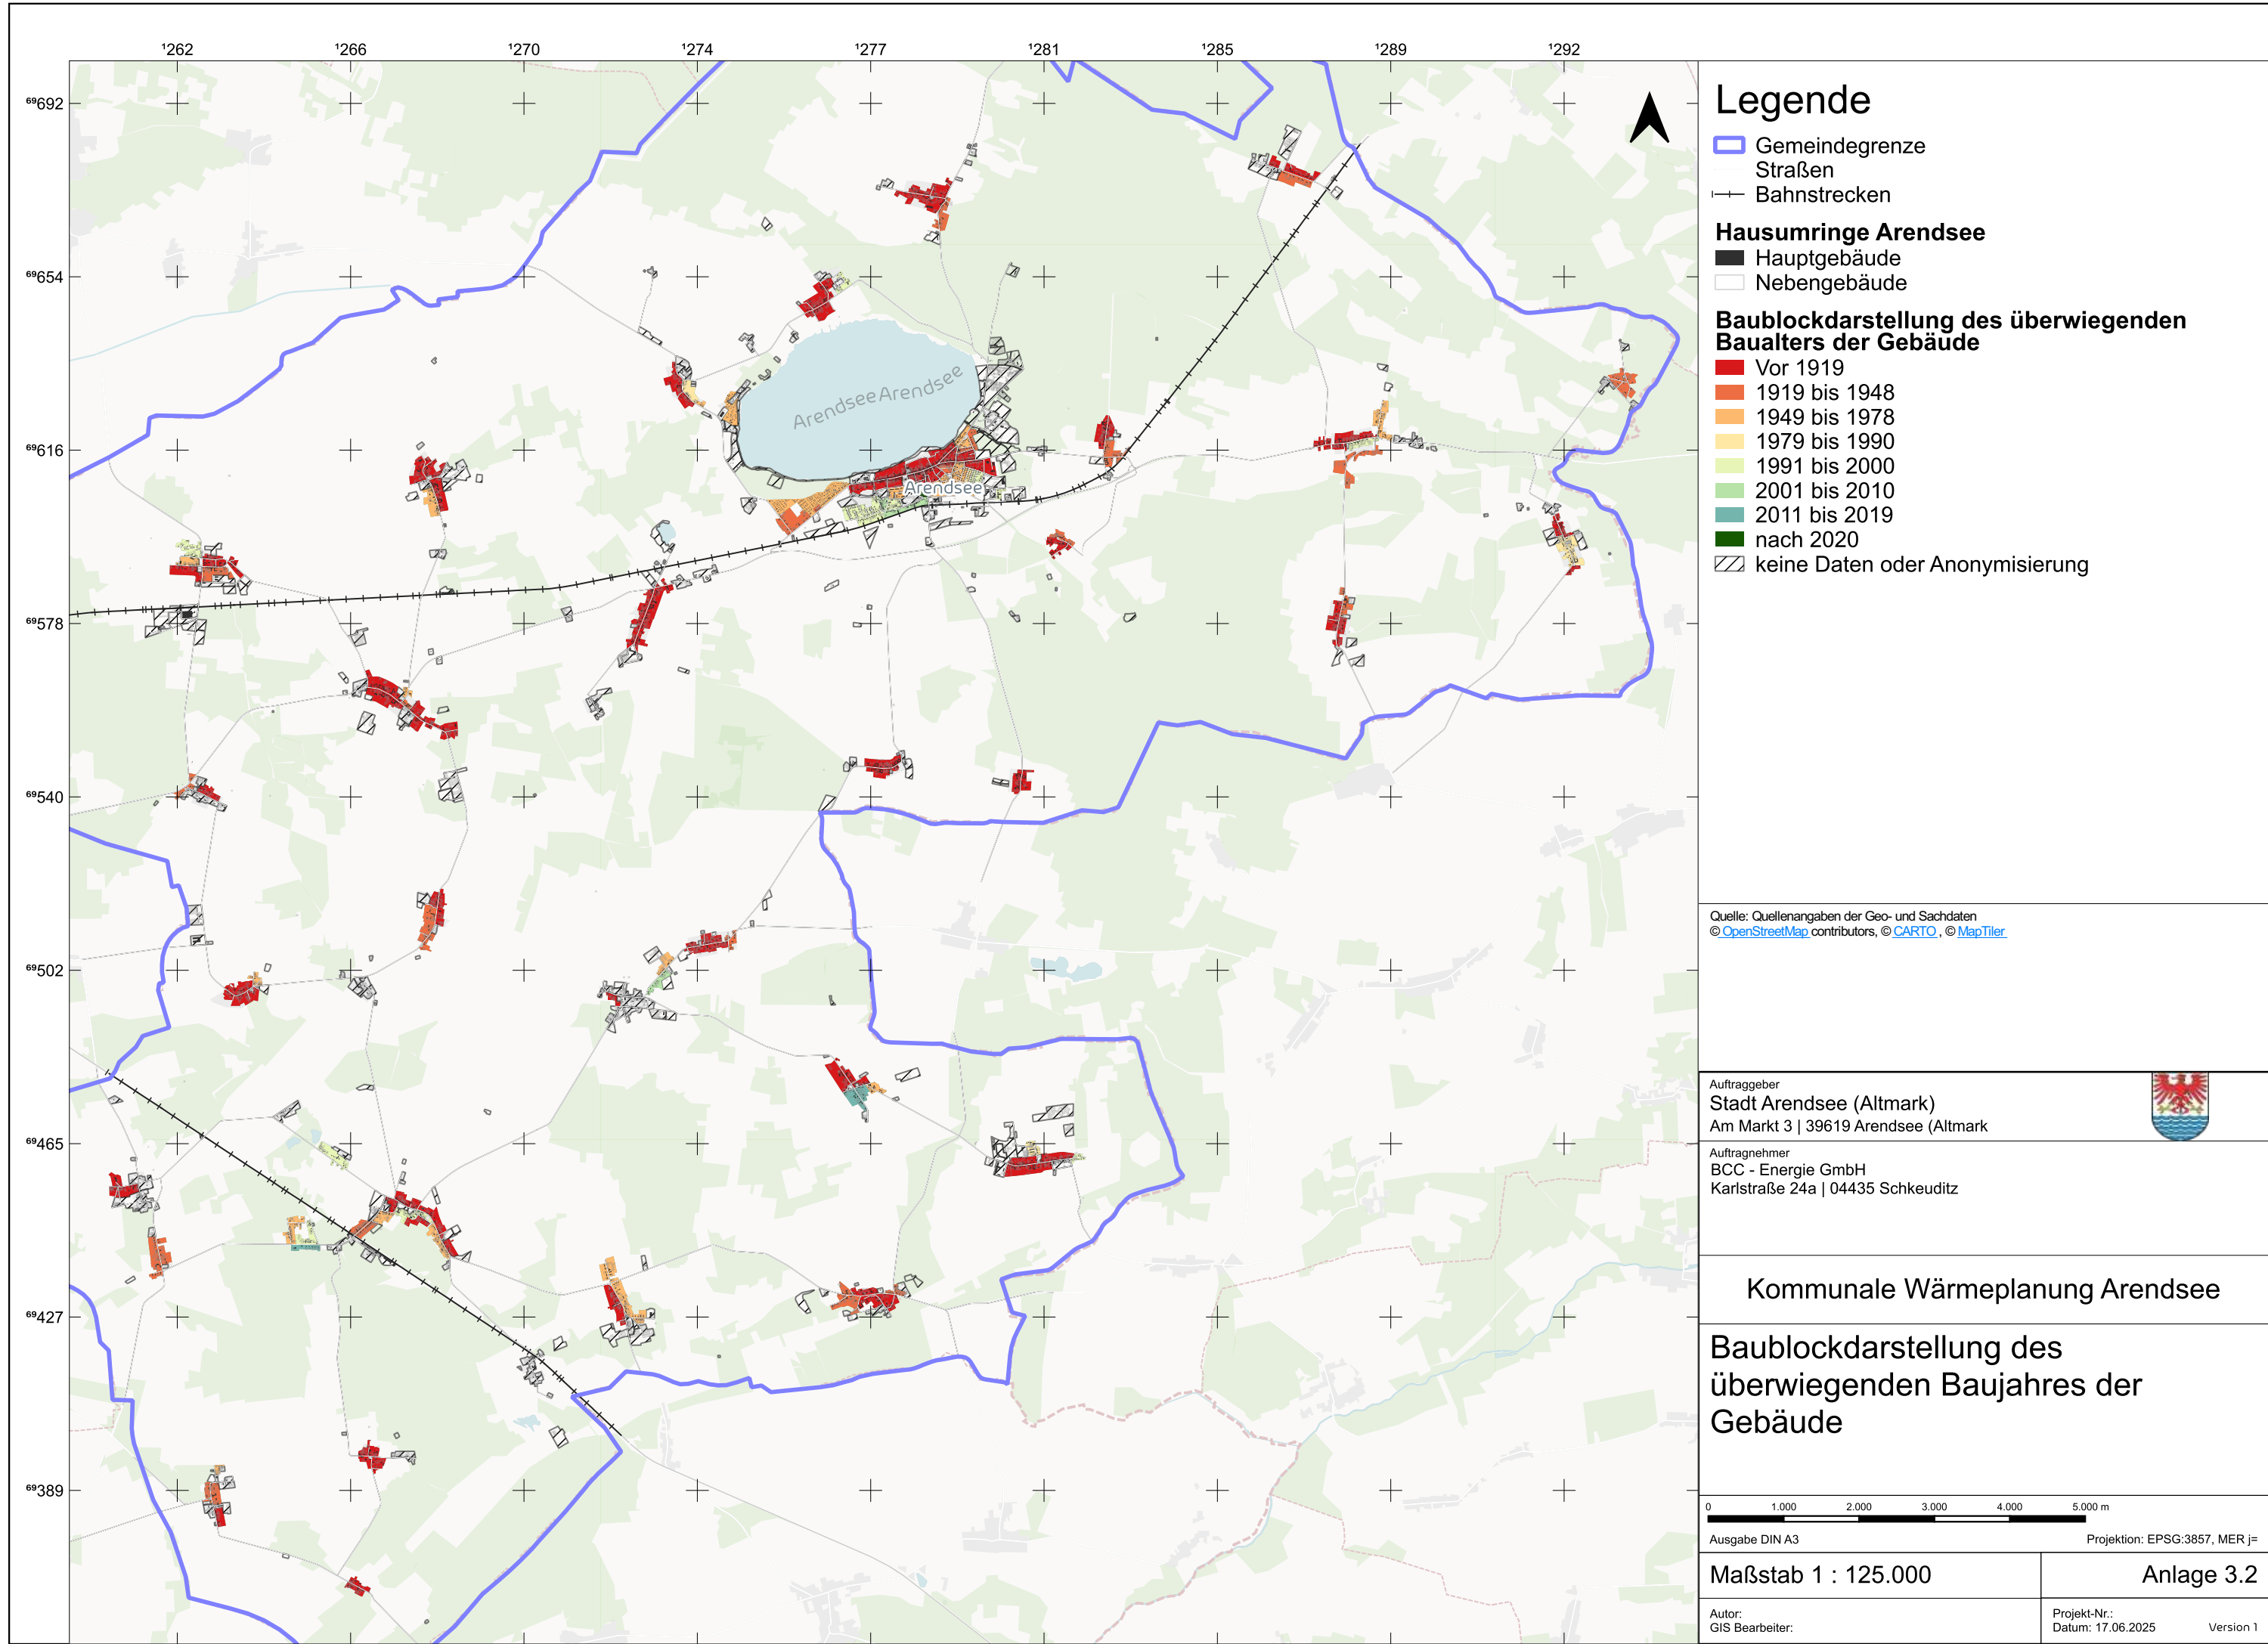 ¹262 ¹266 ¹270 ¹274 ¹277 ¹281 ¹285 ¹289 ¹292
⁶⁹692
⁶⁹654
⁶⁹616
⁶⁹578
⁶⁹540
⁶⁹502
⁶⁹465
⁶⁹427
⁶⁹389
ArendseeArendsee
Arendsee
Legende
Gemeindegrenze
Straßen
Bahnstrecken
Hausumringe Arendsee
Hauptgebäude
Nebengebäude
Baublockdarstellung des überwiegenden
Baualters der Gebäude
Vor 1919
1919 bis 1948
1949 bis 1978
1979 bis 1990
1991 bis 2000
2001 bis 2010
2011 bis 2019
nach 2020
keine Daten oder Anonymisierung
Quelle: Quellenangaben der Geo- und Sachdaten
© OpenStreetMap contributors, © CARTO , © MapTiler
Auftraggeber
Stadt Arendsee (Altmark)
Am Markt 3 | 39619 Arendsee (Altmark
Auftragnehmer
BCC - Energie GmbH
Karlstraße 24a | 04435 Schkeuditz
Kommunale Wärmeplanung Arendsee
Baublockdarstellung des
überwiegenden Baujahres der
Gebäude
0 1.000 2.000 3.000 4.000 5.000 m
Ausgabe DIN A3 Projektion: EPSG:3857, MER j=
Maßstab 1 : 125.000 Anlage 3.2
Autor:
GIS Bearbeiter:
Projekt-Nr.:
Datum: 17.06.2025 Version 1